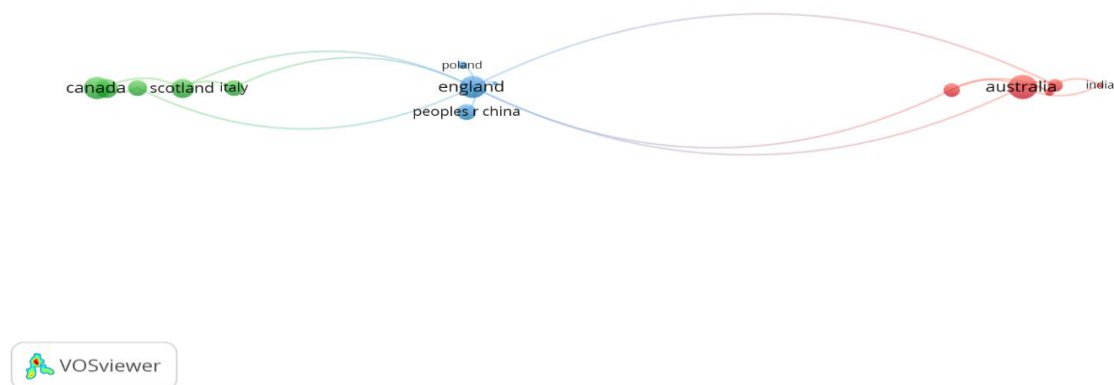 poland
canada scotland italy england australia india
peoples r china
VOSviewer